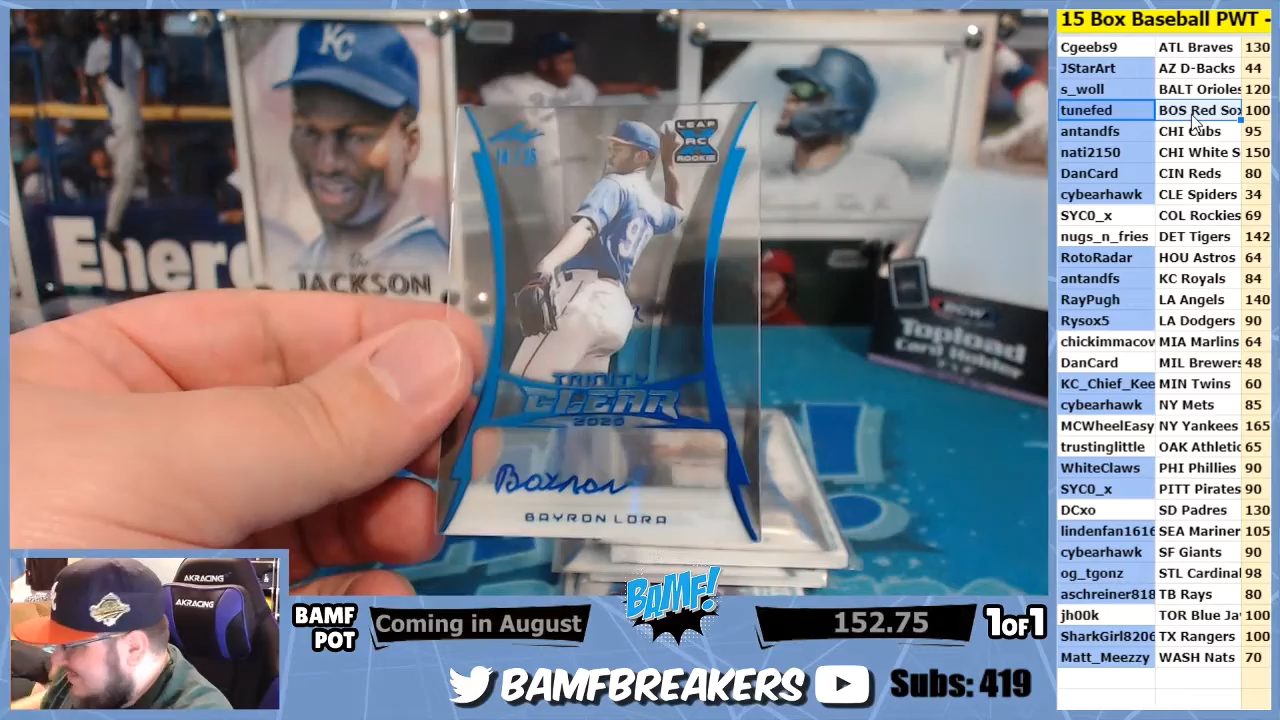 15 Box Baseball PWT -
Cgeebs9 ATL Braves 130
JStarArt AZ D-Backs 44
s_woll BALT Orioles 120
tunefed BOS Red Sox 100
antandfs CHI Cubs 95
nati2150 CHI White S 150
DanCard CIN Reds 80
cybearhawk CLE Spiders 34
SYC0_x COL Rockies 69
nugs_n_fries DET Tigers 142
RotoRadar HOU Astros 64
antandfs KC Royals 84
RayPugh LA Angels 140
Rysox5 LA Dodgers 90
chickimmacov MIA Marlins 64
DanCard MIL Brewers 48
KC_Chief_Kee MIN Twins 60
cybearhawk NY Mets 85
MCWheelEasy NY Yankees 165
trustinglittle OAK Athletic 65
WhiteClaws PHI Phillies 90
SYC0_x PITT Pirates 90
DCxo SD Padres 130
lindenfan1616 SEA Mariner 105
cybearhawk SF Giants 90
og_tgonz STL Cardinal 98
aschreiner818 TB Rays 80
jh00k TOR Blue Ja 100
SharkGirl8206 TX Rangers 100
Matt_Meezzy WASH Nats 70
KC
JACKSON
Ener
LEAF
RC
ROOKIE
TRINITY
CLEAR
2020
BAYRON LORA
Topload
Card Holder
AKRACING
AKRACING
BAMF
POT
Coming in August
BAMF!
152.75
1OF1
BAMFBREAKERS
Subs: 419